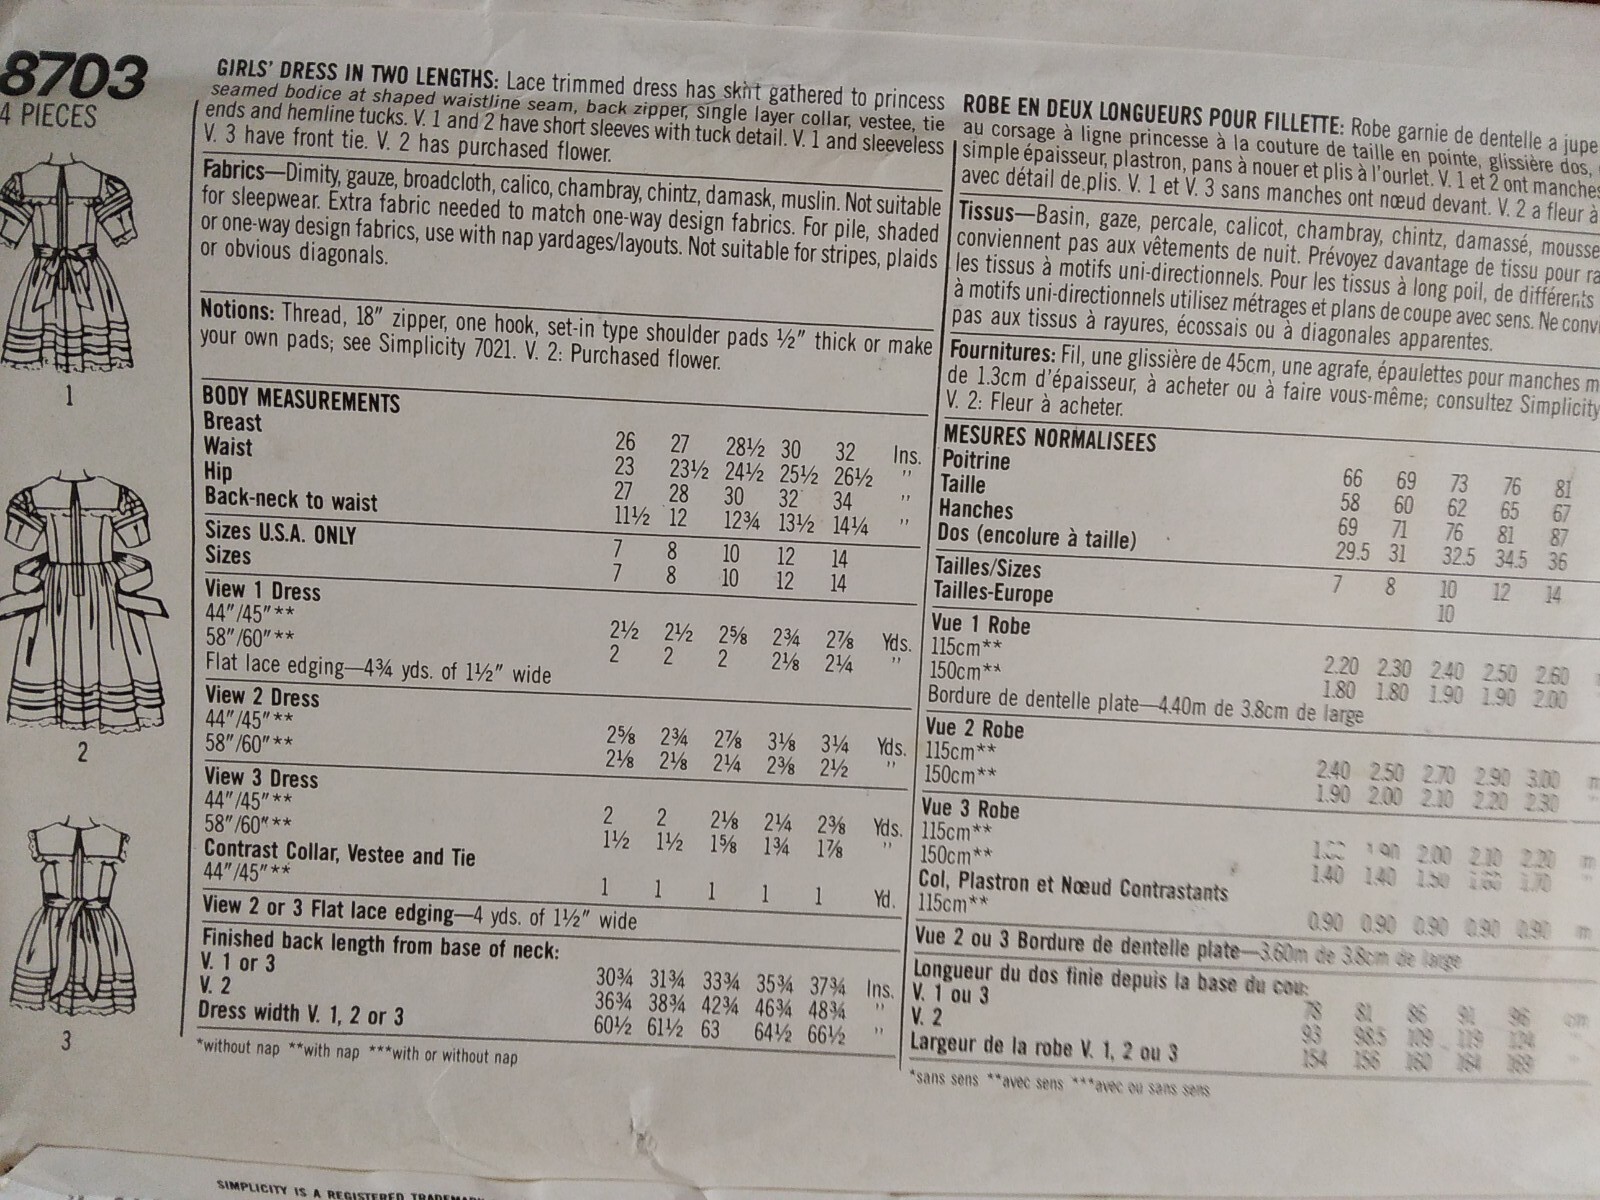 8703
4 PIECES
1
2
3
GIRLS' DRESS IN TWO LENGTHS: Lace trimmed dress has skirt gathered to princess
seamed bodice at shaped waistline seam, back zipper, single layer collar, vestee, tie
ends and hemline tucks. V. 1 and 2 have short sleeves with tuck detail. V. 1 and sleeveless
V. 3 have front tie. V. 2 has purchased flower.
Fabrics—Dimity, gauze, broadcloth, calico, chambray, chintz, damask, muslin. Not suitable
for sleepwear. Extra fabric needed to match one-way design fabrics. For pile, shaded
or one-way design fabrics, use with nap yardages/layouts. Not suitable for stripes, plaids
or obvious diagonals.
Notions: Thread, 18″ zipper, one hook, set-in type shoulder pads ½″ thick or make
your own pads; see Simplicity 7021. V. 2: Purchased flower.
BODY MEASUREMENTS
Breast 26 27 28½ 30 32 Ins.
Waist 23 23½ 24½ 25½ 26½ ″
Hip 27 28 30 32 34 ″
Back-neck to waist 11½ 12 12¾ 13½ 14¼ ″
Sizes U.S.A. ONLY 7 8 10 12 14
Sizes 7 8 10 12 14
View 1 Dress
44″/45″** 2½ 2½ 2⅝ 2¾ 2⅞ Yds.
58″/60″** 2 2 2 2⅛ 2¼ ″
Flat lace edging—4¾ yds. of 1½″ wide
View 2 Dress
44″/45″** 2⅝ 2¾ 2⅞ 3⅛ 3¼ Yds.
58″/60″** 2⅛ 2⅛ 2¼ 2⅜ 2½ ″
View 3 Dress
44″/45″** 2 2 2⅛ 2¼ 2⅜ Yds.
58″/60″** 1½ 1½ 1⅝ 1¾ 1⅞ ″
Contrast Collar, Vestee and Tie
44″/45″** 1 1 1 1 1 Yd.
View 2 or 3 Flat lace edging—4 yds. of 1½″ wide
Finished back length from base of neck:
V. 1 or 3 30¾ 31¾ 33¾ 35¾ 37¾ Ins.
V. 2 36¾ 38¾ 42¾ 46¾ 48¾ ″
Dress width V. 1, 2 or 3 60½ 61½ 63 64½ 66½ ″
*without nap **with nap ***with or without nap
ROBE EN DEUX LONGUEURS POUR FILLETTE: Robe garnie de dentelle a jupe
au corsage à ligne princesse à la couture de taille en pointe, glissière dos,
simple épaisseur, plastron, pans à nouer et plis à l'ourlet. V. 1 et 2 ont manches
avec détail de plis. V. 1 et V. 3 sans manches ont nœud devant. V. 2 a fleur à
Tissus—Basin, gaze, percale, calicot, chambray, chintz, damassé, mousse
conviennent pas aux vêtements de nuit. Prévoyez davantage de tissu pour ra
les tissus à motifs uni-directionnels. Pour les tissus à long poil, de différents
à motifs uni-directionnels utilisez métrages et plans de coupe avec sens. Ne conv
pas aux tissus à rayures, écossais ou à diagonales apparentes.
Fournitures: Fil, une glissière de 45cm, une agrafe, épaulettes pour manches m
de 1.3cm d'épaisseur, à acheter ou à faire vous-même; consultez Simplicity
V. 2: Fleur à acheter.
MESURES NORMALISEES
Poitrine 66 69 73 76 81
Taille 58 60 62 65 67
Hanches 69 71 76 81 87
Dos (encolure à taille) 29.5 31 32.5 34.5 36
Tailles/Sizes 7 8 10 12 14
Tailles-Europe 10
Vue 1 Robe
115cm** 2.20 2.30 2.40 2.50 2.60
150cm** 1.80 1.80 1.90 1.90 2.00
Bordure de dentelle plate—4.40m de 3.8cm de large
Vue 2 Robe
115cm** 2.40 2.50 2.70 2.90 3.00 m
150cm** 1.90 2.00 2.10 2.20 2.30 ″
Vue 3 Robe
115cm** 1.90 2.00 2.10 2.20 m
150cm** 1.40 1.40 1.50 1.60 1.70 ″
Col, Plastron et Nœud Contrastants
115cm** 0.90 0.90 0.90 0.90 0.90 m
Vue 2 ou 3 Bordure de dentelle plate—3.60m de 3.8cm de large
Longueur du dos finie depuis la base du cou:
V. 1 ou 3 78 81 86 91 96 cm
V. 2 93 98.5 109 119 124
Largeur de la robe V. 1, 2 ou 3 154 156 160 164 169
*sans sens **avec sens ***avec ou sans sens
SIMPLICITY IS A REGISTERED TRADEMARK